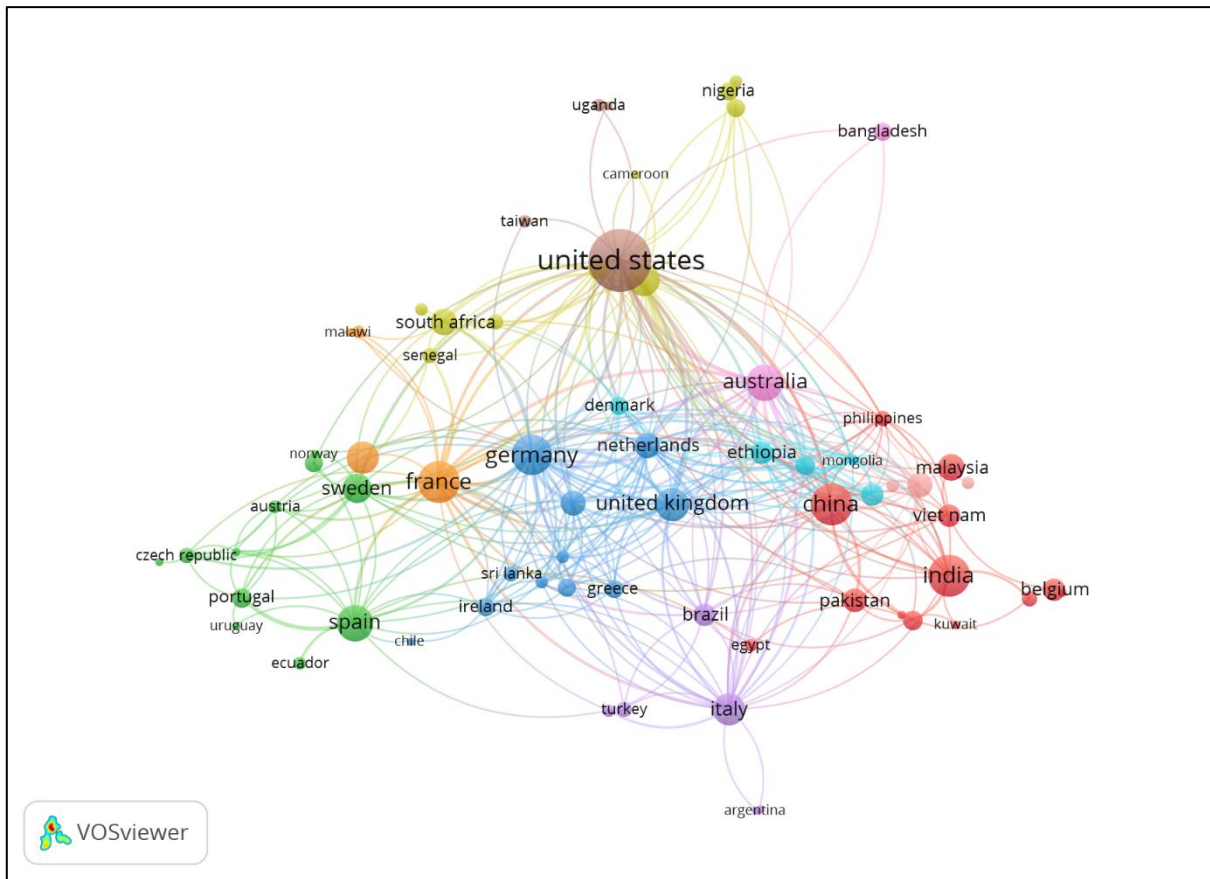 nigeria
uganda
bangladesh
cameroon
taiwan
united states
south africa
malawi
senegal
australia
denmark
philippines
norway
germany
netherlands
ethiopia
mongolia
malaysia
sweden
france
united kingdom
china
viet nam
austria
czech republic
sri lanka
india
portugal
ireland
greece
pakistan
belgium
uruguay
spain
chile
brazil
egypt
kuwait
ecuador
turkey
italy
argentina
VOSviewer